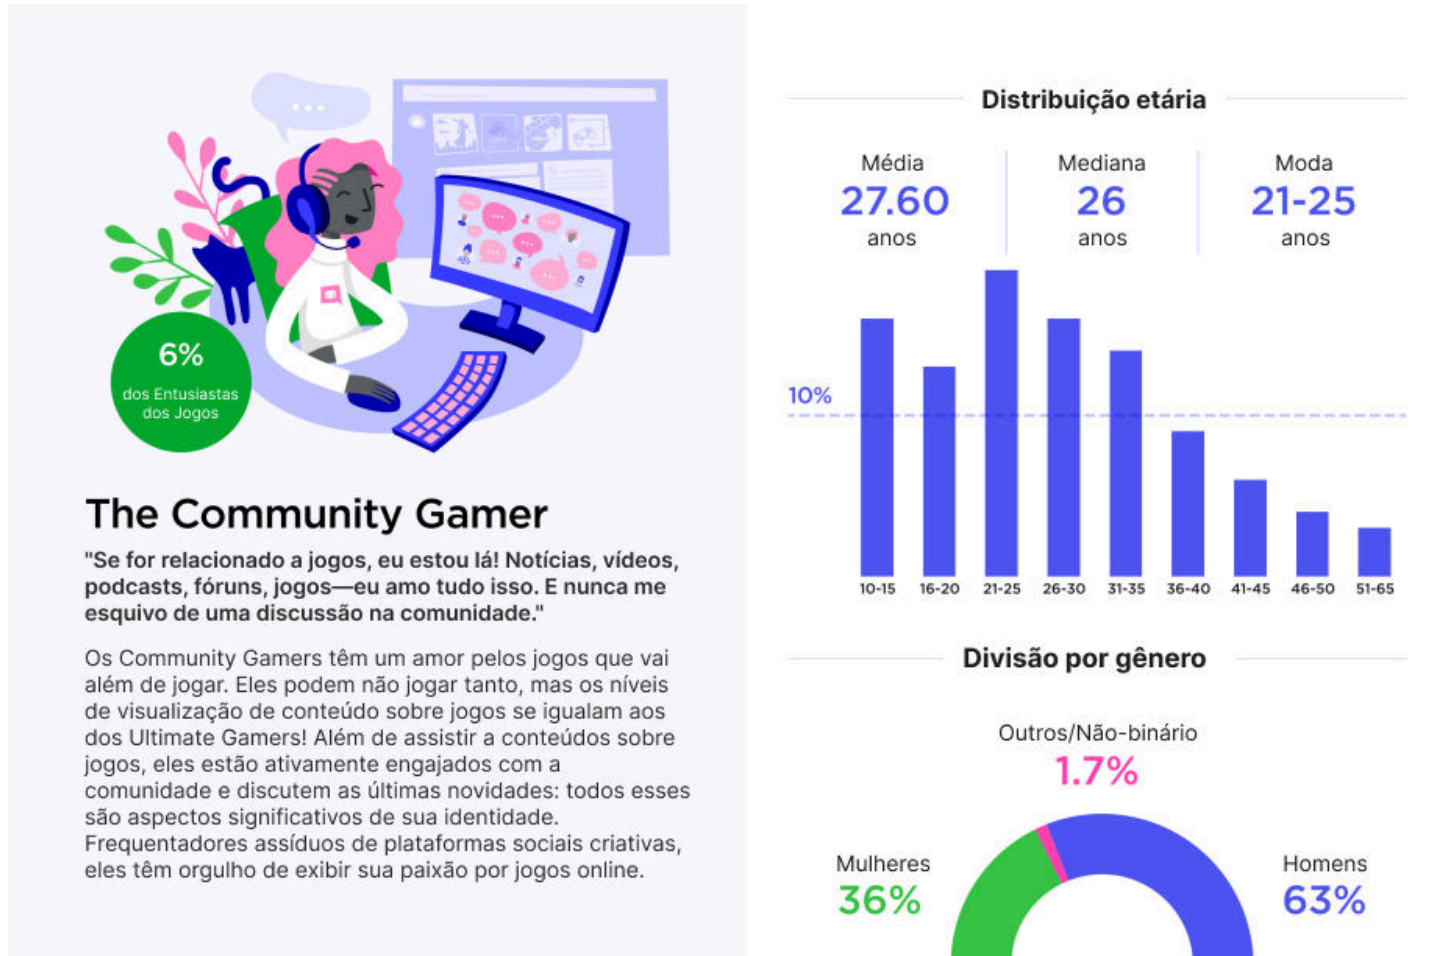 6%
dos Entusiastas
dos Jogos
The Community Gamer
"Se for relacionado a jogos, eu estou lá! Notícias, vídeos,
podcasts, fóruns, jogos—eu amo tudo isso. E nunca me
esquivo de uma discussão na comunidade."
Os Community Gamers têm um amor pelos jogos que vai
além de jogar. Eles podem não jogar tanto, mas os níveis
de visualização de conteúdo sobre jogos se igualam aos
dos Ultimate Gamers! Além de assistir a conteúdos sobre
jogos, eles estão ativamente engajados com a
comunidade e discutem as últimas novidades: todos esses
são aspectos significativos de sua identidade.
Frequentadores assíduos de plataformas sociais criativas,
eles têm orgulho de exibir sua paixão por jogos online.
Distribuição etária
Média Mediana Moda
27.60 26 21-25
anos anos anos
10%
10-15 16-20 21-25 26-30 31-35 36-40 41-45 46-50 51-65
Divisão por gênero
Outros/Não-binário
1.7%
Mulheres Homens
36% 63%